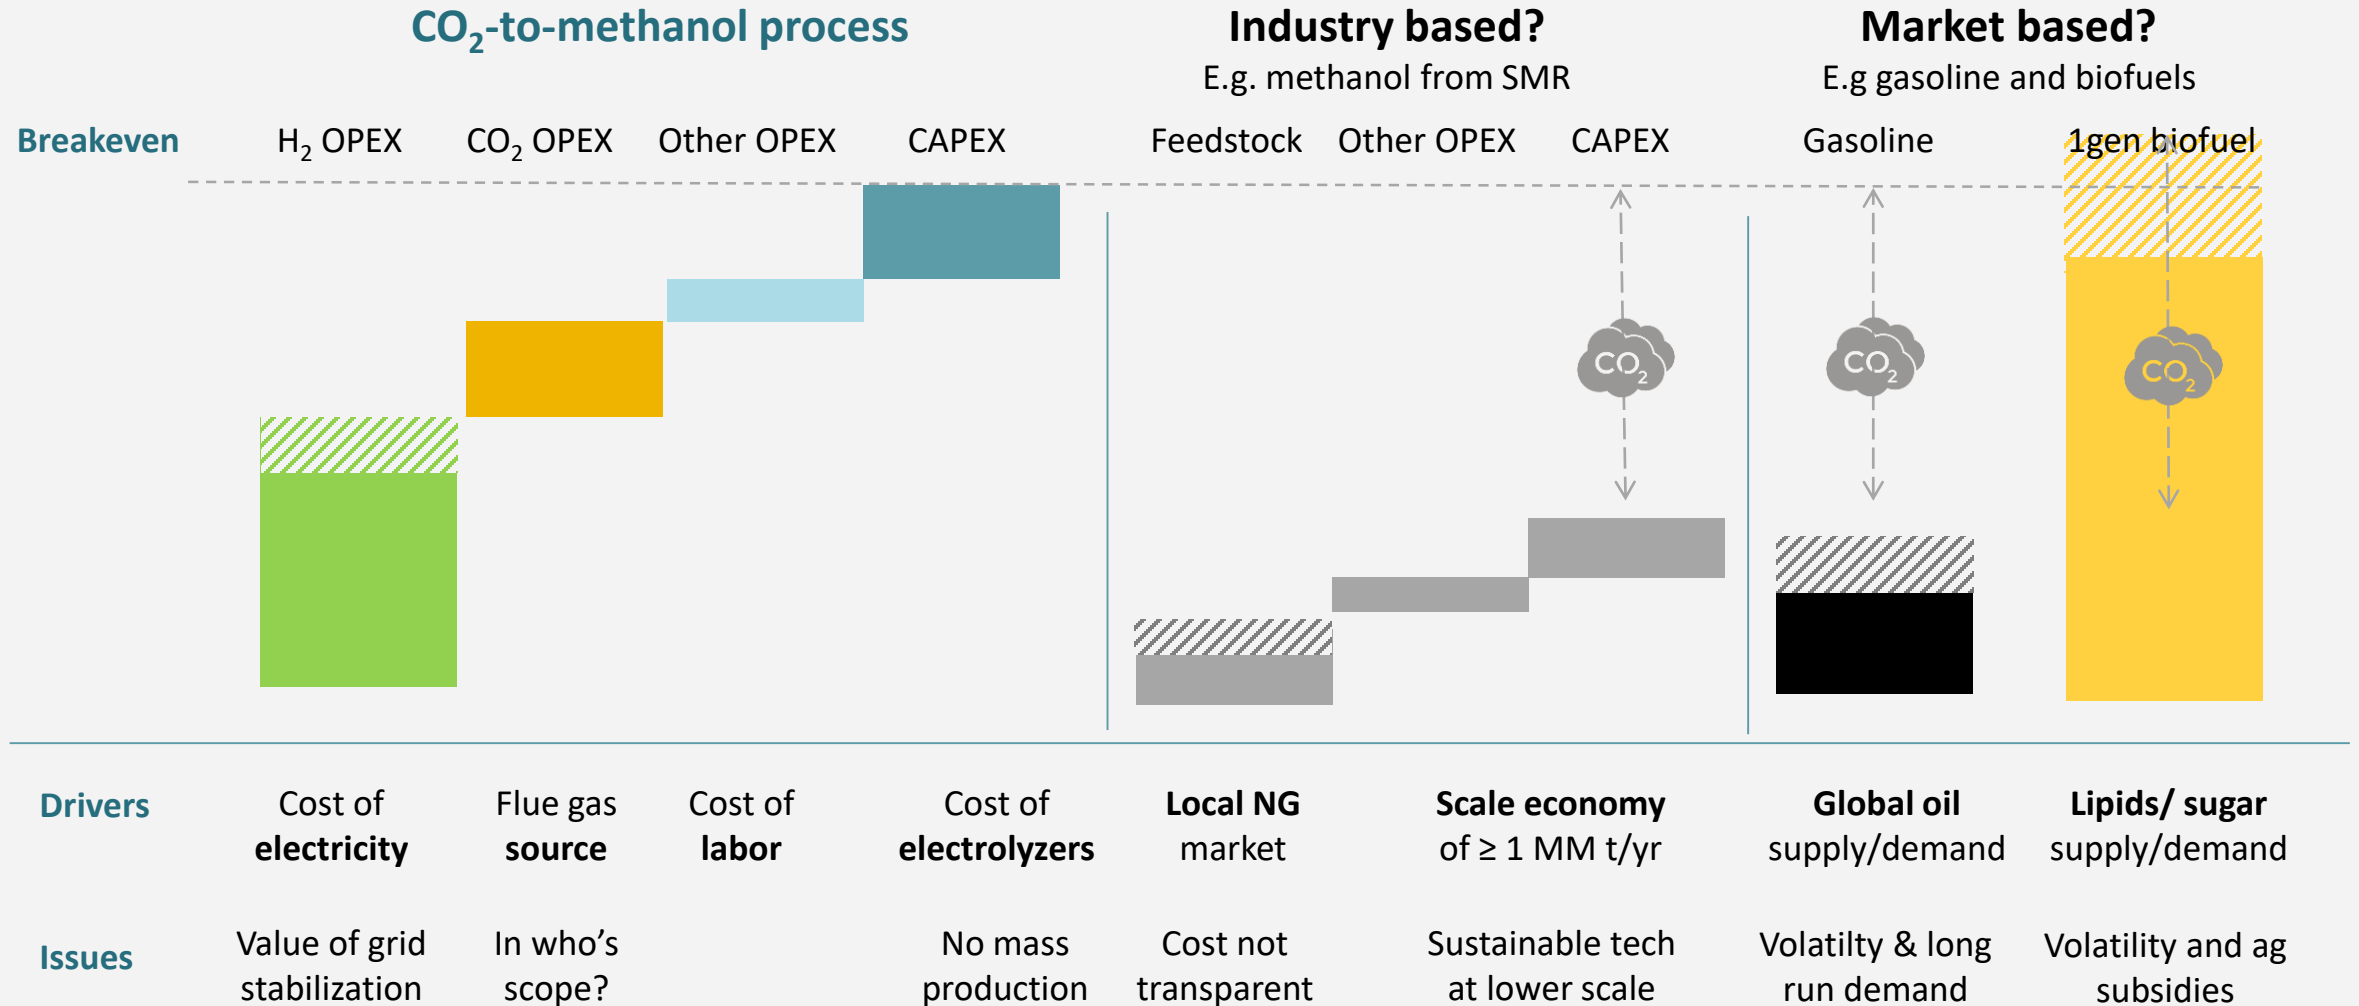 CO₂-to-methanol process
Industry based?
E.g. methanol from SMR
Market based?
E.g gasoline and biofuels
Breakeven
H₂ OPEX
CO₂ OPEX
Other OPEX
CAPEX
Feedstock
Other OPEX
CAPEX
Gasoline
1gen biofuel
CO₂
CO₂
CO₂
Drivers
Cost of
electricity
Flue gas
source
Cost of
labor
Cost of
electrolyzers
Local NG
market
Scale economy
of ≥ 1 MM t/yr
Global oil
supply/demand
Lipids/ sugar
supply/demand
Issues
Value of grid
stabilization
In who's
scope?
No mass
production
Cost not
transparent
Sustainable tech
at lower scale
Volatilty & long
run demand
Volatility and ag
subsidies